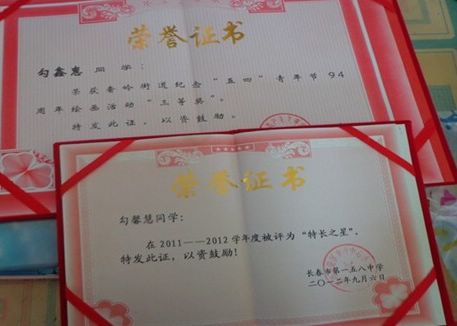 荣誉证书
勾鑫惠同学:
荣获春岭街道纪念“五四”青年节94
周年绘画活动“三等奖”。
特发此证,以资鼓励。
荣誉证书
勾馨慧同学:
在2011——2012学年度被评为“特长之星”,
特发此证,以资鼓励!
长春市第一五八中学
二〇一二年九月六日